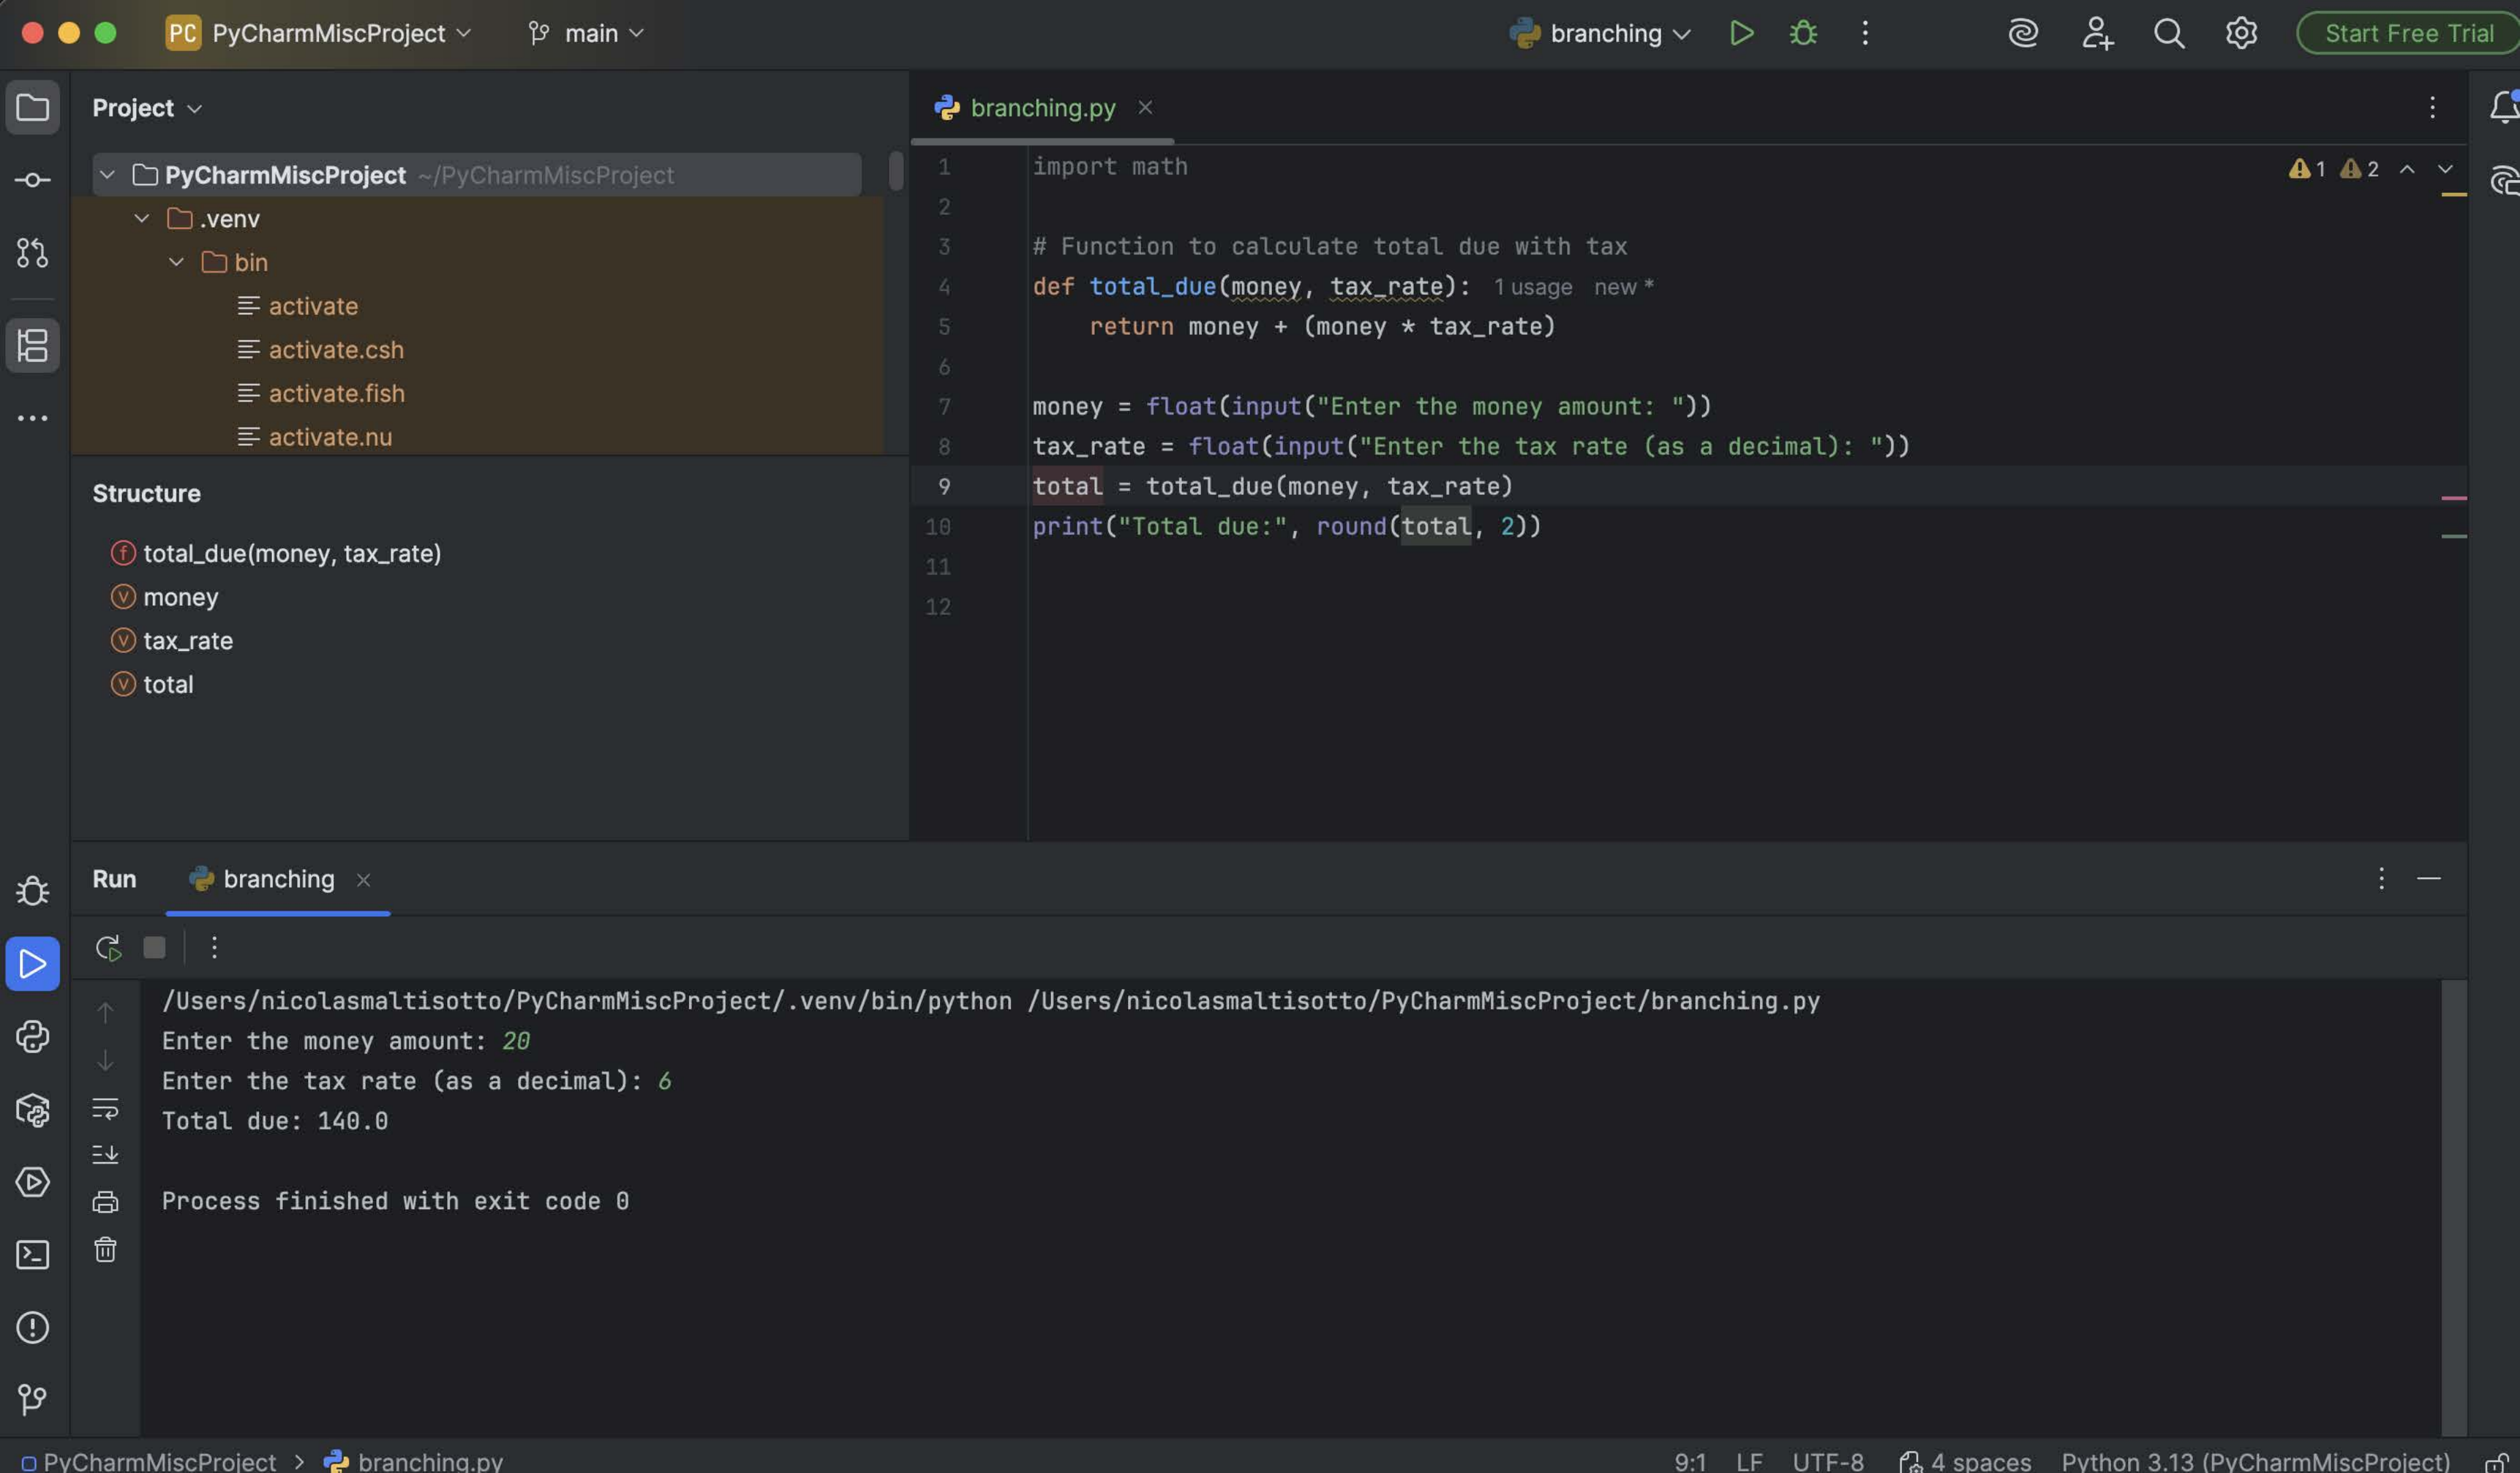 PC PyCharmMiscProject main branching Start Free Trial
Project
PyCharmMiscProject ~/PyCharmMiscProject
.venv
bin
activate
activate.csh
activate.fish
activate.nu
Structure
total_due(money, tax_rate)
money
tax_rate
total
branching.py
1 2
1 import math
2
3 # Function to calculate total due with tax
4 def total_due(money, tax_rate): 1 usage new *
5 return money + (money * tax_rate)
6
7 money = float(input("Enter the money amount: "))
8 tax_rate = float(input("Enter the tax rate (as a decimal): "))
9 total = total_due(money, tax_rate)
10 print("Total due:", round(total, 2))
11
12
Run branching
/Users/nicolasmaltisotto/PyCharmMiscProject/.venv/bin/python /Users/nicolasmaltisotto/PyCharmMiscProject/branching.py
Enter the money amount: 20
Enter the tax rate (as a decimal): 6
Total due: 140.0
Process finished with exit code 0
PyCharmMiscProject > branching.py 9:1 LF UTF-8 4 spaces Python 3.13 (PyCharmMiscProject)